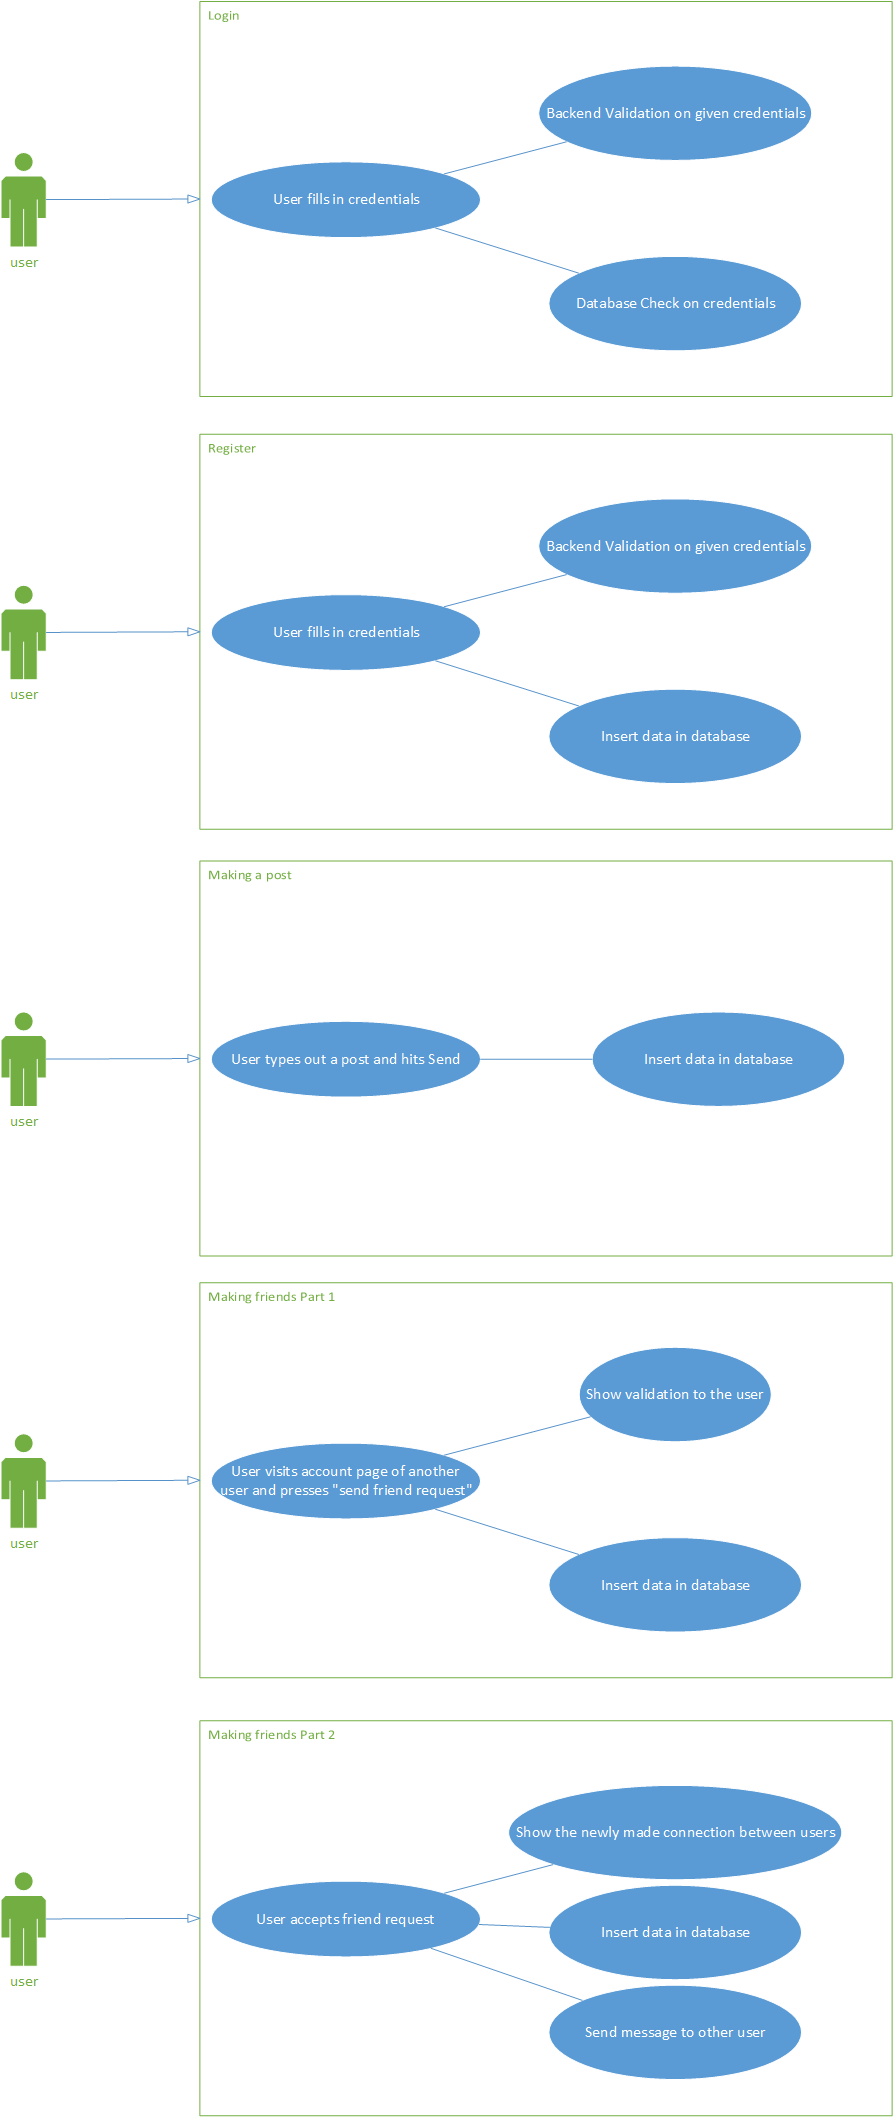 Login
Backend Validation on given credentials
User fills in credentials
user
Database Check on credentials
Register
Backend Validation on given credentials
User fills in credentials
user
Insert data in database
Making a post
User types out a post and hits Send
Insert data in database
user
Making friends Part 1
Show validation to the user
User visits account page of another
user and presses "send friend request"
user
Insert data in database
Making friends Part 2
Show the newly made connection between users
User accepts friend request
Insert data in database
user
Send message to other user